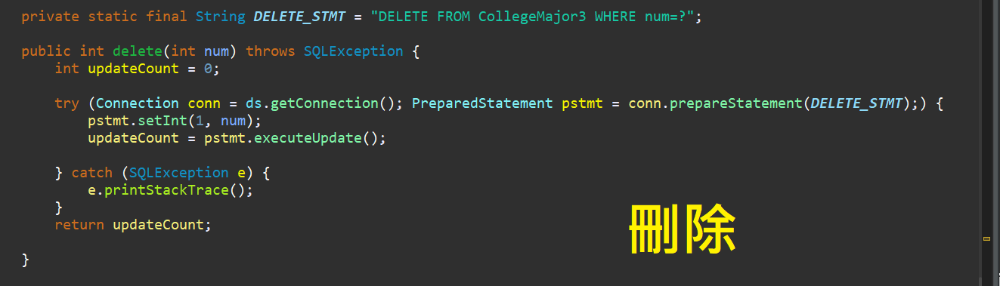 private static final String DELETE_STMT = "DELETE FROM CollegeMajor3 WHERE num=?";
public int delete(int num) throws SQLException {
int updateCount = 0;
try (Connection conn = ds.getConnection(); PreparedStatement pstmt = conn.prepareStatement(DELETE_STMT);) {
pstmt.setInt(1, num);
updateCount = pstmt.executeUpdate();
} catch (SQLException e) {
e.printStackTrace();
}
return updateCount;
刪除
}